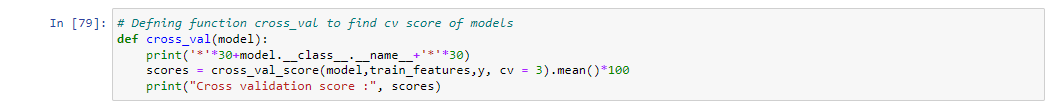 In [79]: # Defning function cross_val to find cv score of models
def cross_val(model):
    print('*'*30+model.__class__.__name__+'*'*30)
    scores = cross_val_score(model,train_features,y, cv = 3).mean()*100
    print("Cross validation score :", scores)